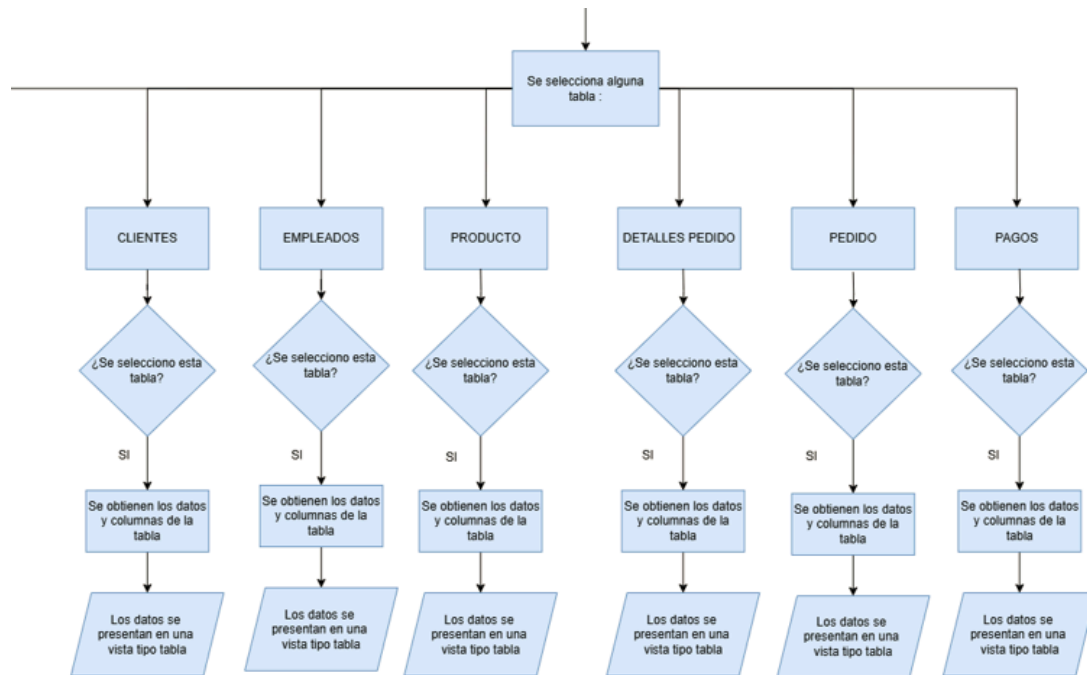 Se selecciona alguna
tabla :
CLIENTES
EMPLEADOS
PRODUCTO
DETALLES PEDIDO
PEDIDO
PAGOS
¿Se selecciono esta
tabla?
¿Se selecciono esta
tabla?
¿Se selecciono esta
tabla?
¿Se selecciono esta
tabla?
¿Se selecciono esta
tabla?
¿Se selecciono esta
tabla?
SI
SI
SI
SI
SI
SI
Se obtienen los datos
y columnas de la
tabla
Se obtienen los datos
y columnas de la
tabla
Se obtienen los datos
y columnas de la
tabla
Se obtienen los datos
y columnas de la
tabla
Se obtienen los datos
y columnas de la
tabla
Se obtienen los datos
y columnas de la
tabla
Los datos se
presentan en una
vista tipo tabla
Los datos se
presentan en una
vista tipo tabla
Los datos se
presentan en una
vista tipo tabla
Los datos se
presentan en una
vista tipo tabla
Los datos se
presentan en una
vista tipo tabla
Los datos se
presentan en una
vista tipo tabla